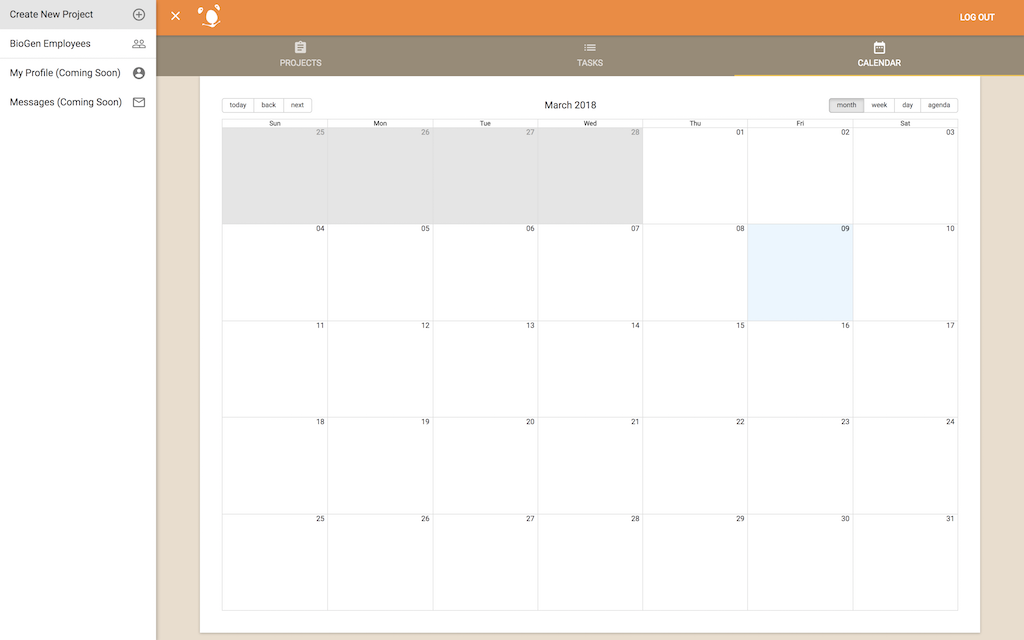 Create New Project
BioGen Employees
My Profile (Coming Soon)
Messages (Coming Soon)
LOG OUT
PROJECTS TASKS CALENDAR
today back next March 2018 month week day agenda
Sun Mon Tue Wed Thu Fri Sat
25 26 27 28 01 02 03
04 05 06 07 08 09 10
11 12 13 14 15 16 17
18 19 20 21 22 23 24
25 26 27 28 29 30 31